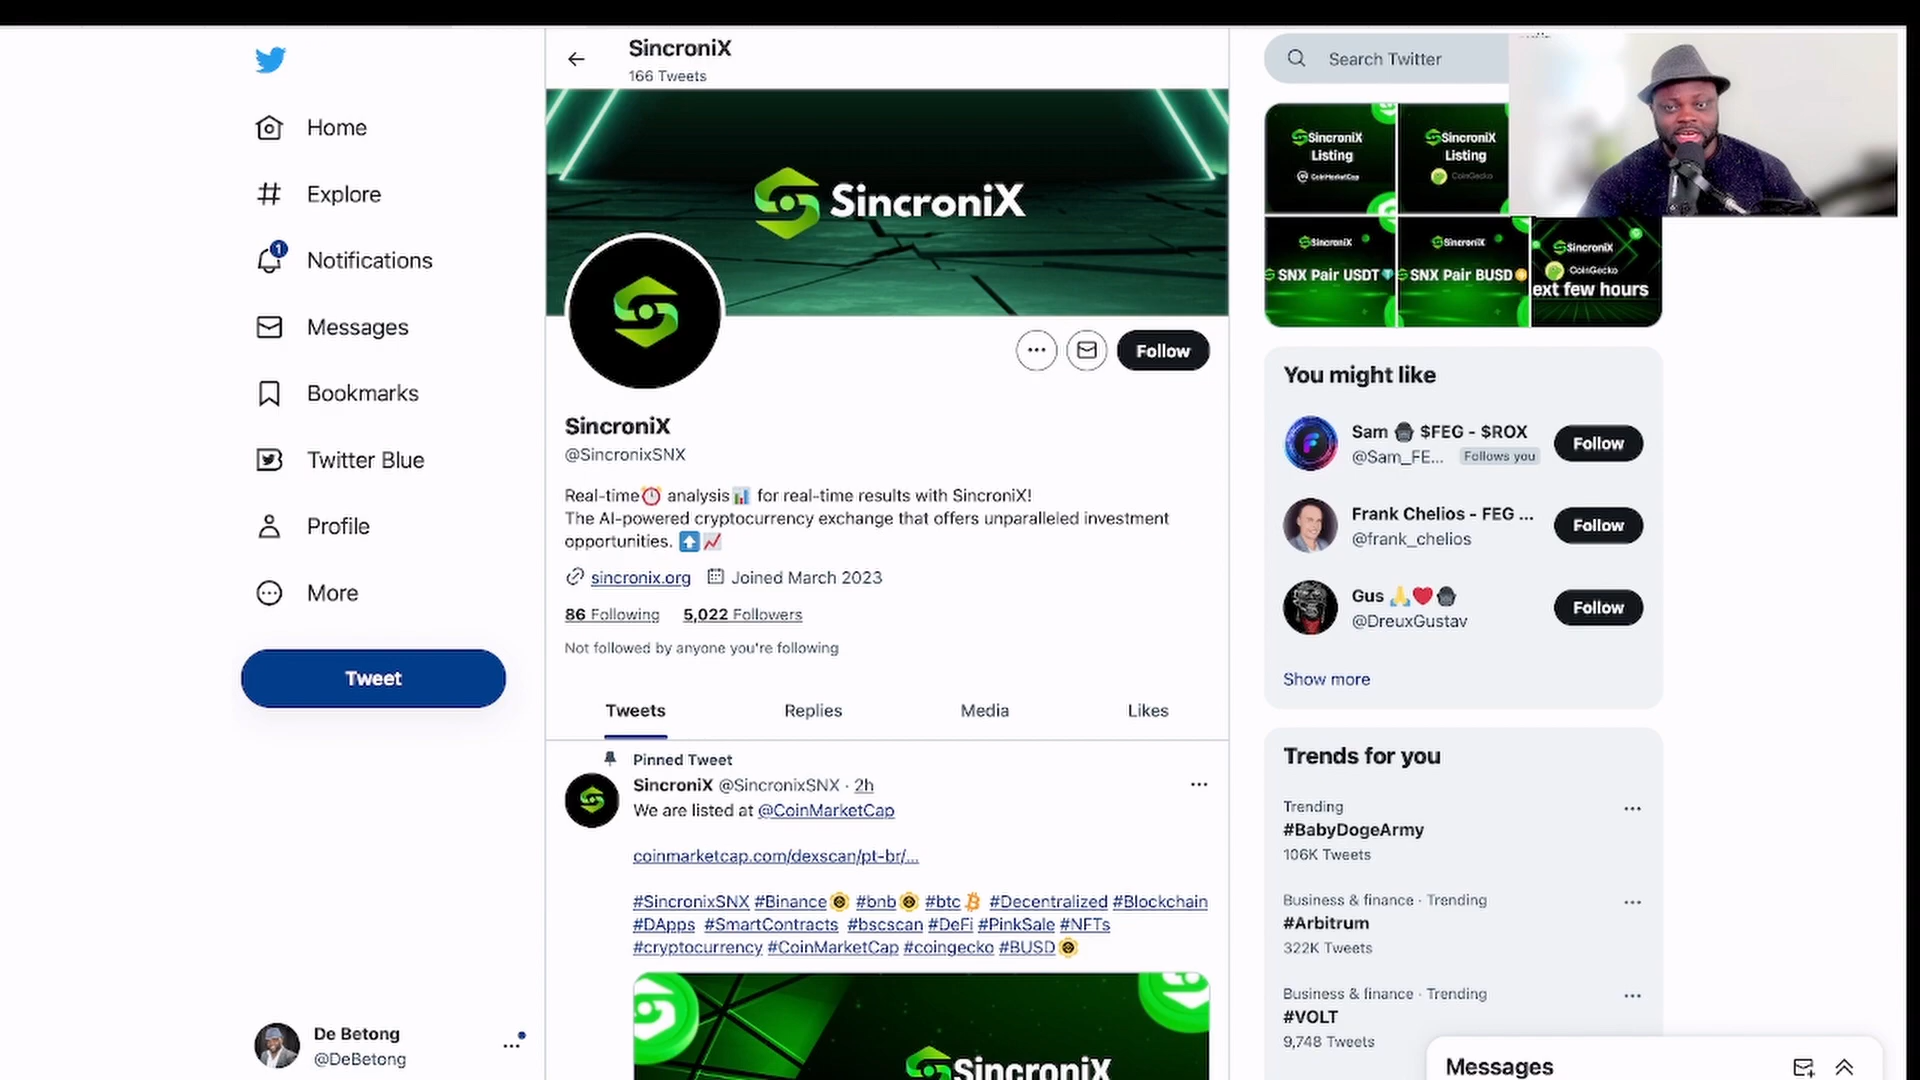 Home
Explore
1
Notifications
Messages
Bookmarks
Twitter Blue
Profile
More
Tweet
De Betong
@DeBetong
SincroniX
166 Tweets
SincroniX
Follow
SincroniX
@SincronixSNX
Real-time⏰ analysis📊 for real-time results with SincroniX!
The AI-powered cryptocurrency exchange that offers unparalleled investment
opportunities. ⬆️📈
sincronix.org Joined March 2023
86 Following 5,022 Followers
Not followed by anyone you're following
Tweets Replies Media Likes
Pinned Tweet
SincroniX @SincronixSNX · 2h
We are listed at @CoinMarketCap
coinmarketcap.com/dexscan/pt-br/...
#SincronixSNX #Binance #bnb #btc #Decentralized #Blockchain
#DApps #SmartContracts #bscscan #DeFi #PinkSale #NFTs
#cryptocurrency #CoinMarketCap #coingecko #BUSD
SincroniX
Search Twitter
SincroniX
Listing
CoinMarketCap
SincroniX
Listing
CoinGecko
SincroniX
SNX Pair USDT
SincroniX
SNX Pair BUSD
SincroniX
CoinGecko
ext few hours
You might like
Sam $FEG - $ROX
@Sam_FE... Follows you
Follow
Frank Chelios - FEG ...
@frank_chelios
Follow
Gus 🙏❤️
@DreuxGustav
Follow
Show more
Trends for you
Trending
#BabyDogeArmy
106K Tweets
Business & finance · Trending
#Arbitrum
322K Tweets
Business & finance · Trending
#VOLT
9,748 Tweets
Messages